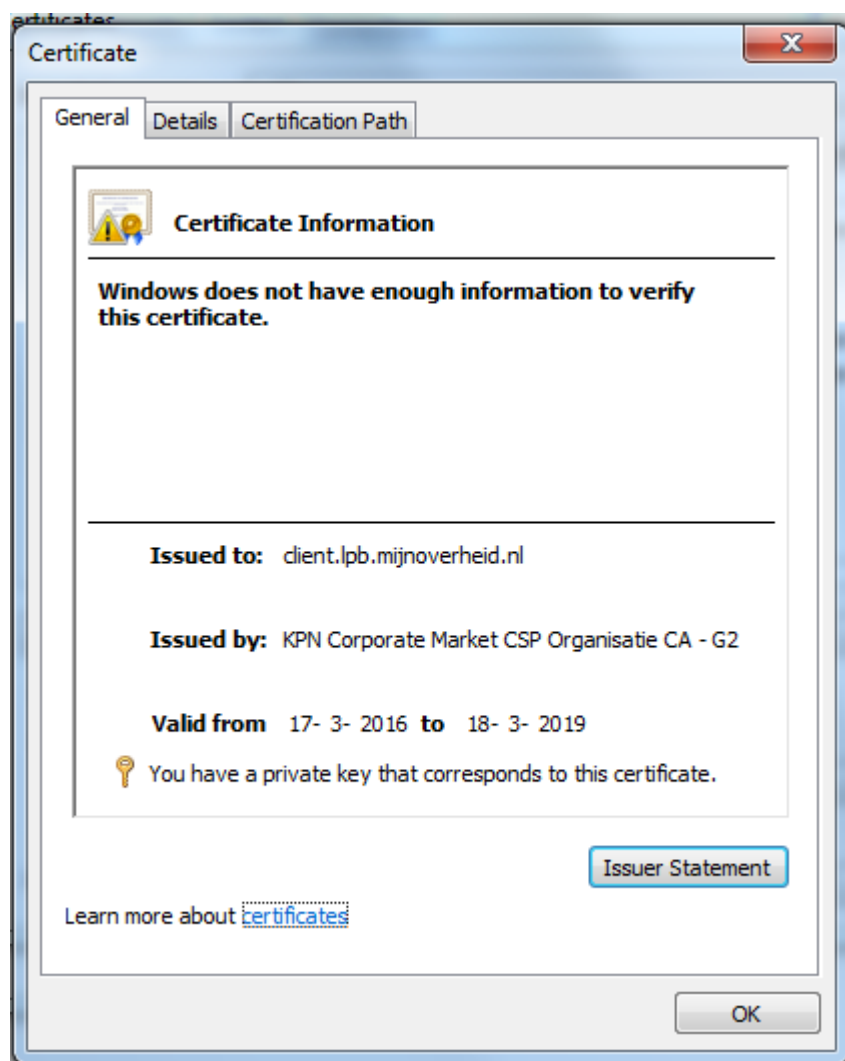 ertificates
Certificate
General Details Certification Path
Certificate Information
Windows does not have enough information to verify
this certificate.
Issued to: client.lpb.mijnoverheid.nl
Issued by: KPN Corporate Market CSP Organisatie CA - G2
Valid from 17- 3- 2016 to 18- 3- 2019
You have a private key that corresponds to this certificate.
Issuer Statement
Learn more about certificates
OK